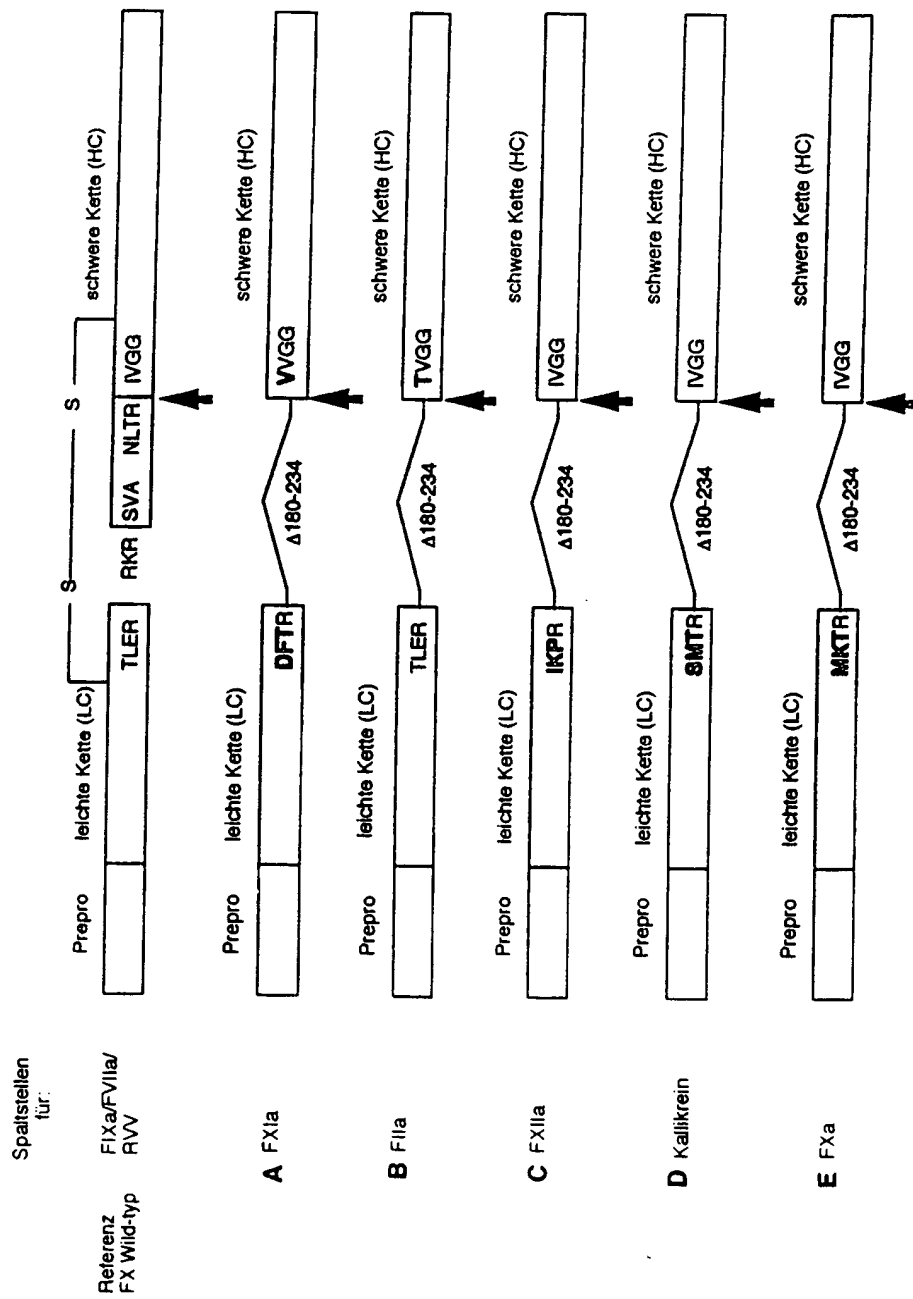 Spaltstellen
für:
Referenz
FX Wild-typ
FIXa/FVIIa/
RVV
Prepro
leichte Kette (LC)
S
S
schwere Kette (HC)
TLER
RKR
SVA
NLTR
IVGG
A FXIa
Prepro
leichte Kette (LC)
schwere Kette (HC)
DFTR
Δ180-234
VVGG
B FIIa
Prepro
leichte Kette (LC)
schwere Kette (HC)
TLER
Δ180-234
TVGG
C FXIIa
Prepro
leichte Kette (LC)
schwere Kette (HC)
IKPR
Δ180-234
IVGG
D Kallikrein
Prepro
leichte Kette (LC)
schwere Kette (HC)
SMTR
Δ180-234
IVGG
E FXa
Prepro
leichte Kette (LC)
schwere Kette (HC)
MKTR
Δ180-234
IVGG